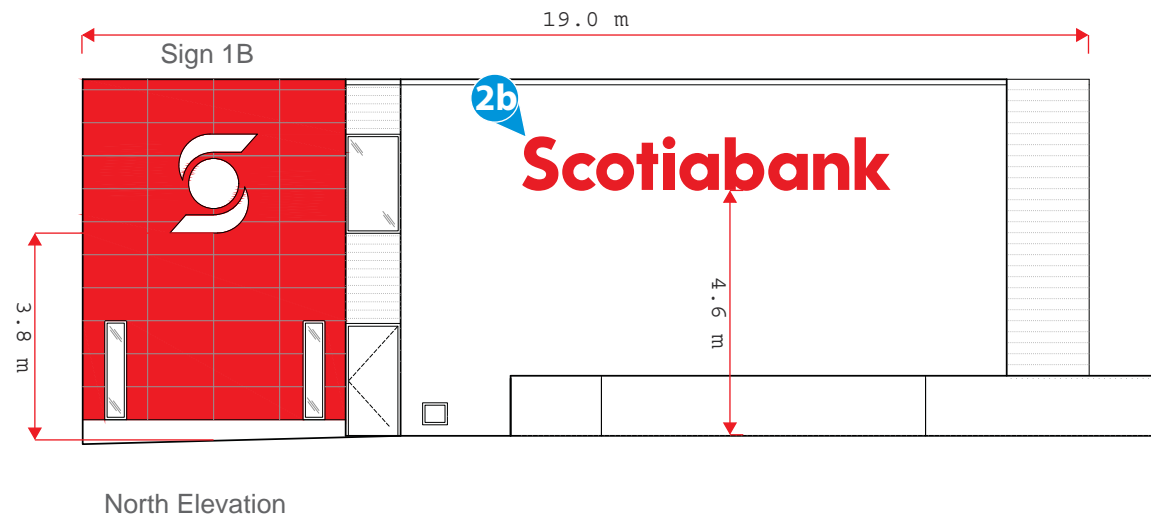 19.0 m
Sign 1B
2b
Scotiabank
4.6 m
3.8 m
North Elevation